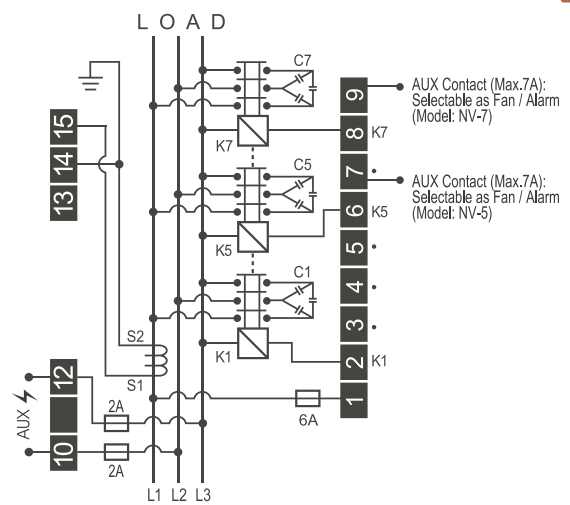 L O A D
C7
9
AUX Contact (Max.7A):
Selectable as Fan / Alarm
(Model: NV-7)
15
8
K7
K7
14
C5
7
AUX Contact (Max.7A):
Selectable as Fan / Alarm
(Model: NV-5)
13
6
K5
K5
5
C1
4
3
S2
K1
2
K1
S1
12
1
2A
6A
AUX
10
2A
L1 L2 L3